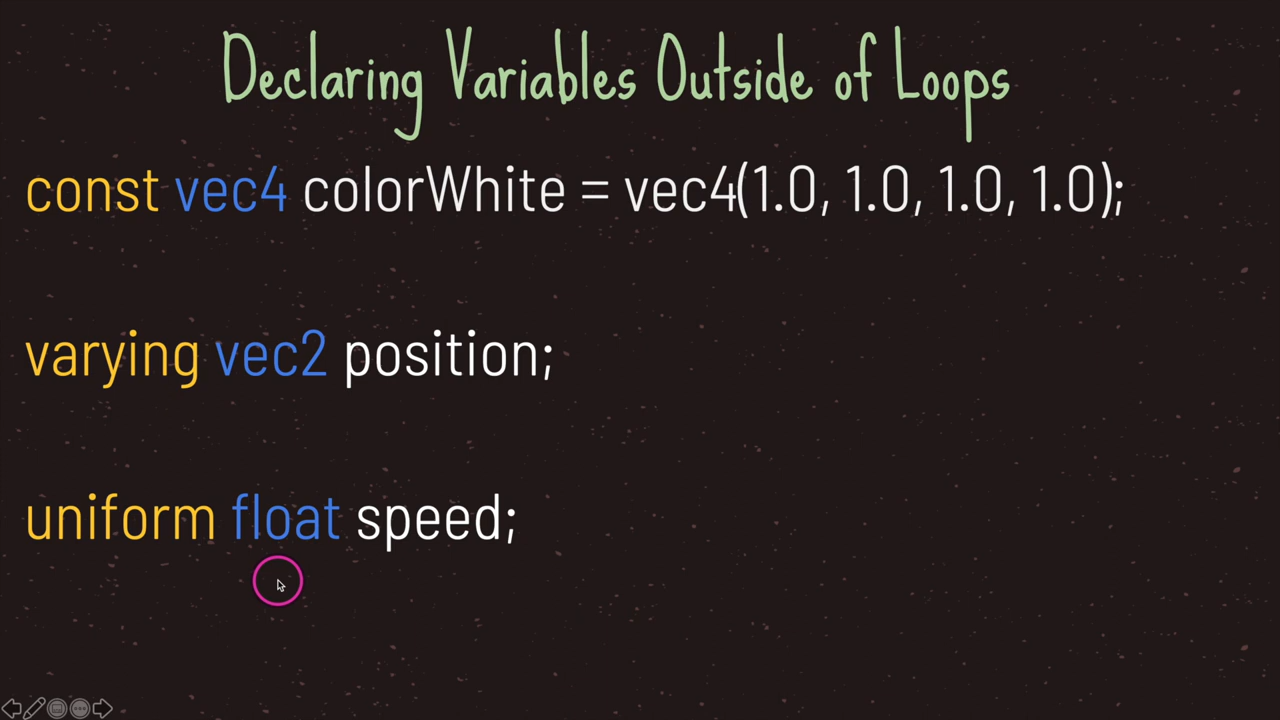 Declaring Variables Outside of Loops
const vec4 colorWhite = vec4(1.0, 1.0, 1.0, 1.0);
varying vec2 position;
uniform float speed;